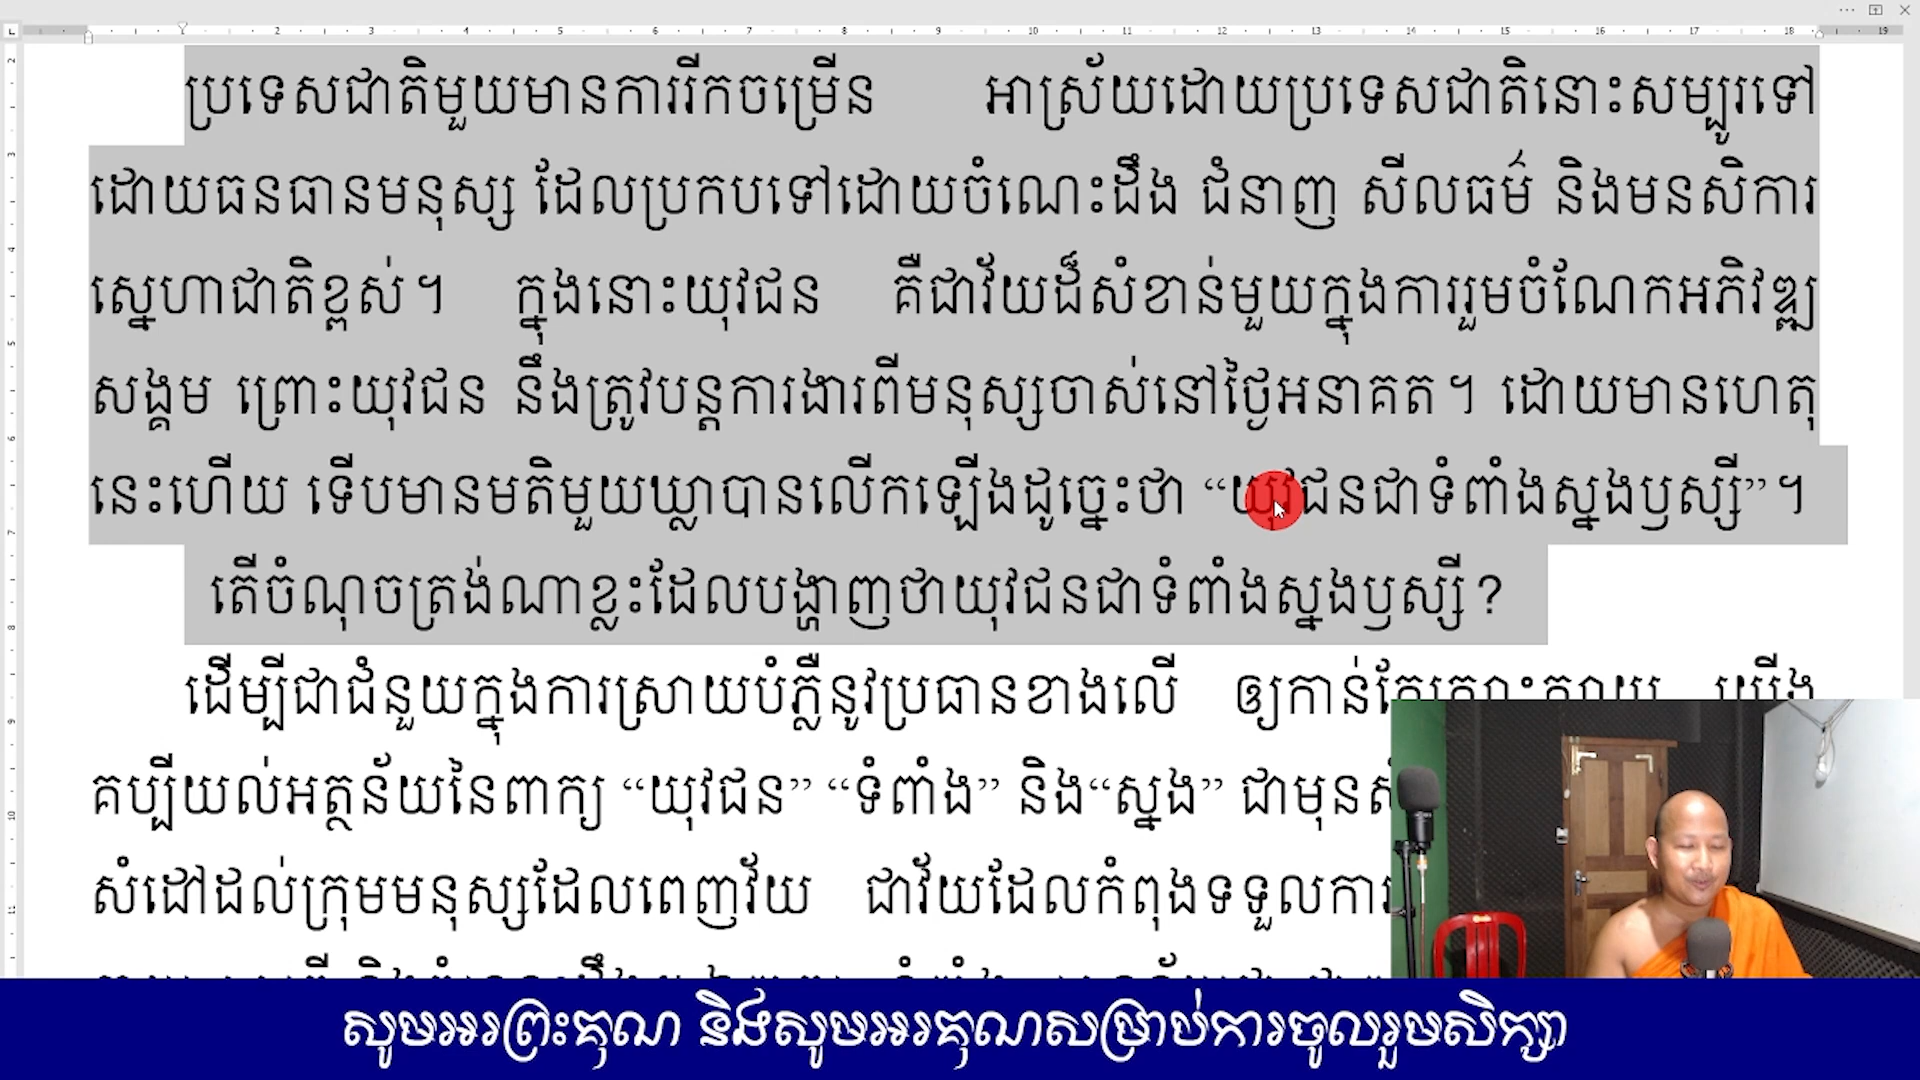 ប្រទេសជាតិមួយមានការរីកចម្រើន អាស្រ័យដោយប្រទេសជាតិនោះសម្បូរទៅ
ដោយធនធានមនុស្ស ដែលប្រកបទៅដោយចំណេះដឹង ជំនាញ សីលធម៌ និងមនសិការ
ស្នេហាជាតិខ្ពស់។ ក្នុងនោះយុវជន គឺជាវ័យដ៏សំខាន់មួយក្នុងការរួមចំណែកអភិវឌ្ឍ
សង្គម ព្រោះយុវជន នឹងត្រូវបន្តការងារពីមនុស្សចាស់នៅថ្ងៃអនាគត។ ដោយមានហេតុ
នេះហើយ ទើបមានមតិមួយឃ្លាបានលើកឡើងដូច្នេះថា “យុវជនជាទំពាំងស្នងឫស្សី”។
តើចំណុចត្រង់ណាខ្លះដែលបង្ហាញថាយុវជនជាទំពាំងស្នងឫស្សី?
ដើម្បីជាជំនួយក្នុងការស្រាយបំភ្លឺនូវប្រធានខាងលើ ឲ្យកាន់តែក្បោះក្បាយ យើង
គប្បីយល់អត្ថន័យនៃពាក្យ “យុវជន” “ទំពាំង” និង“ស្នង” ជាមុន
សំដៅដល់ក្រុមមនុស្សដែលពេញវ័យ ជាវ័យដែលកំពុងទទួលការ
សូមអរព្រះគុណ និងសូមអរគុណសម្រាប់ការចូលរួមសិក្សា